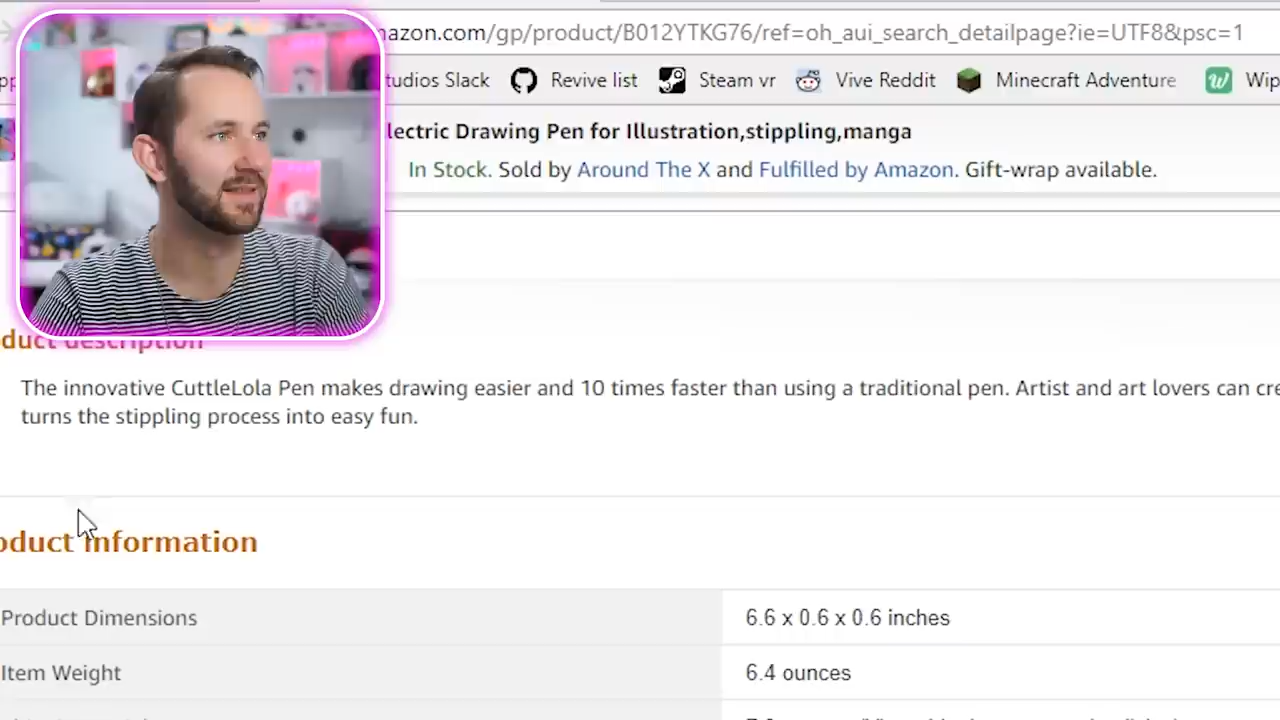 azon.com/gp/product/B012YTKG76/ref=oh_aui_search_detailpage?ie=UTF8&psc=1
tudios Slack Revive list Steam vr Vive Reddit Minecraft Adventure Wip
lectric Drawing Pen for Illustration,stippling,manga
In Stock. Sold by Around The X and Fulfilled by Amazon. Gift-wrap available.
duct description
The innovative CuttleLola Pen makes drawing easier and 10 times faster than using a traditional pen. Artist and art lovers can cre
turns the stippling process into easy fun.
oduct information
Product Dimensions 6.6 x 0.6 x 0.6 inches
Item Weight 6.4 ounces